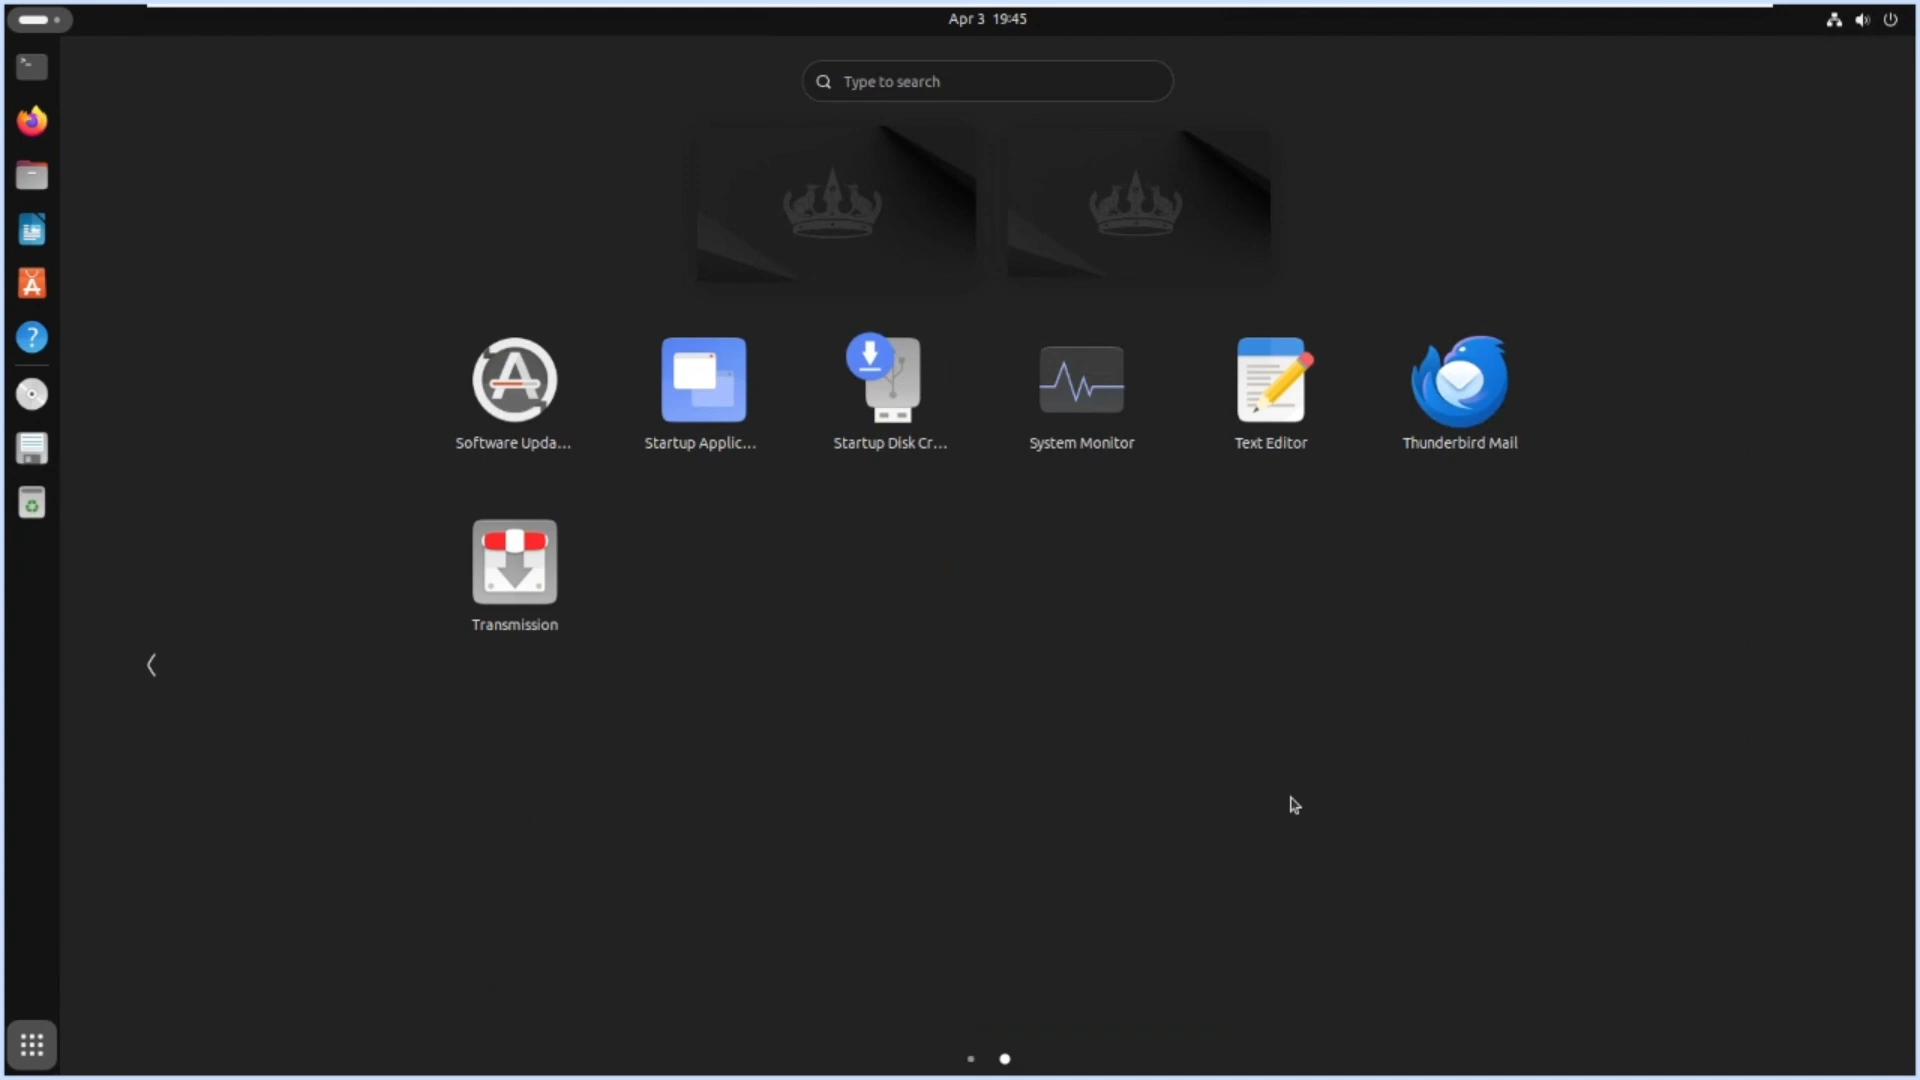 Apr 3 19:45
Type to search
Software Upda...
Startup Applic...
Startup Disk Cr...
System Monitor
Text Editor
Thunderbird Mail
Transmission